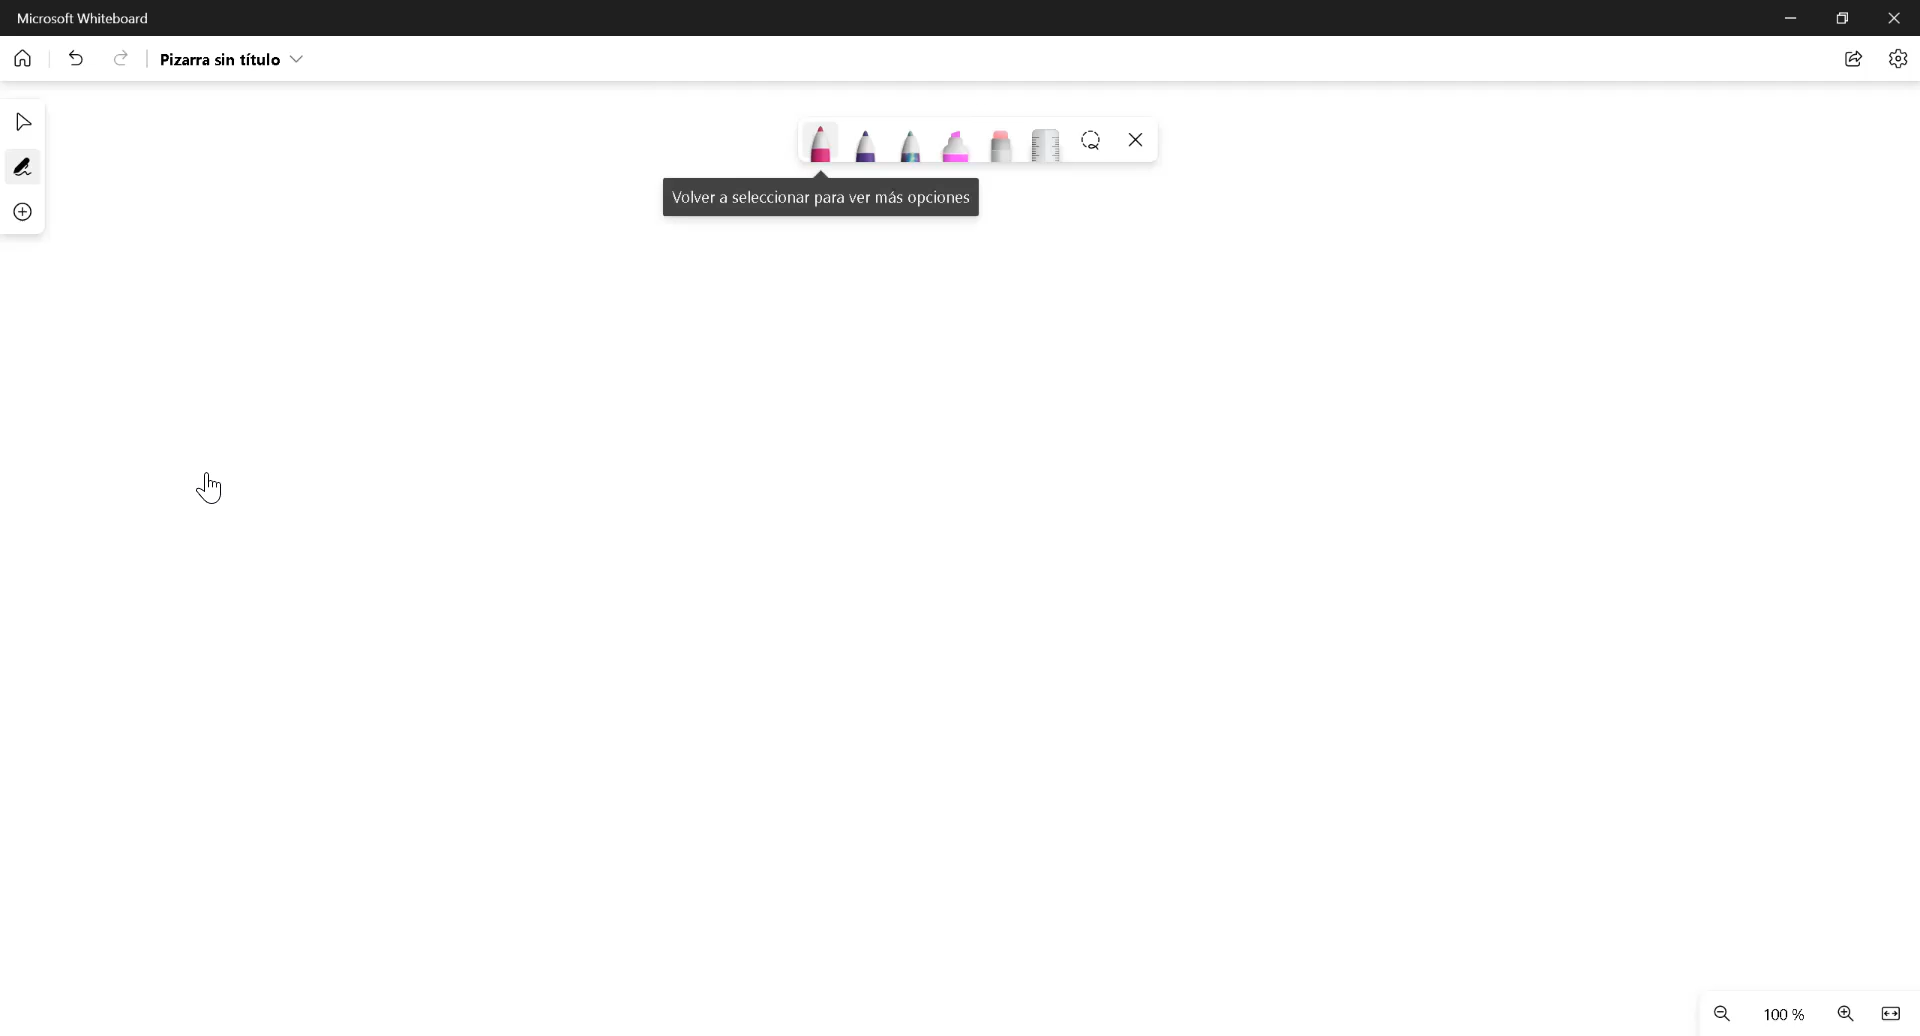 Microsoft Whiteboard
Pizarra sin título
Volver a seleccionar para ver más opciones
100 %